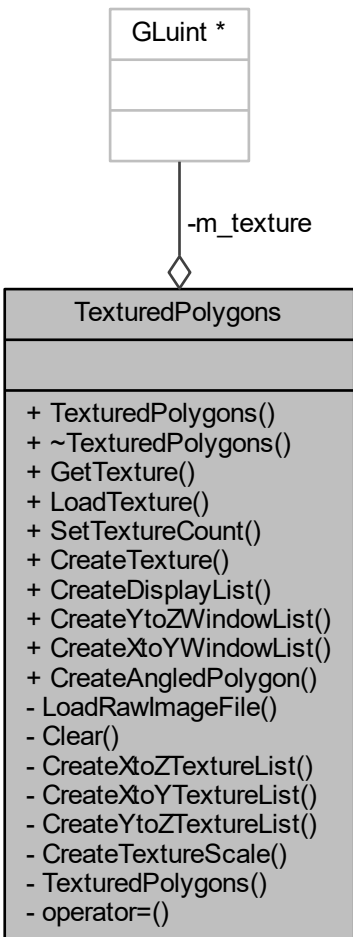 GLuint *
-m_texture
TexturedPolygons
+ TexturedPolygons()
+ ~TexturedPolygons()
+ GetTexture()
+ LoadTexture()
+ SetTextureCount()
+ CreateTexture()
+ CreateDisplayList()
+ CreateYtoZWindowList()
+ CreateXtoYWindowList()
+ CreateAngledPolygon()
- LoadRawImageFile()
- Clear()
- CreateXtoZTextureList()
- CreateXtoYTextureList()
- CreateYtoZTextureList()
- CreateTextureScale()
- TexturedPolygons()
- operator=()